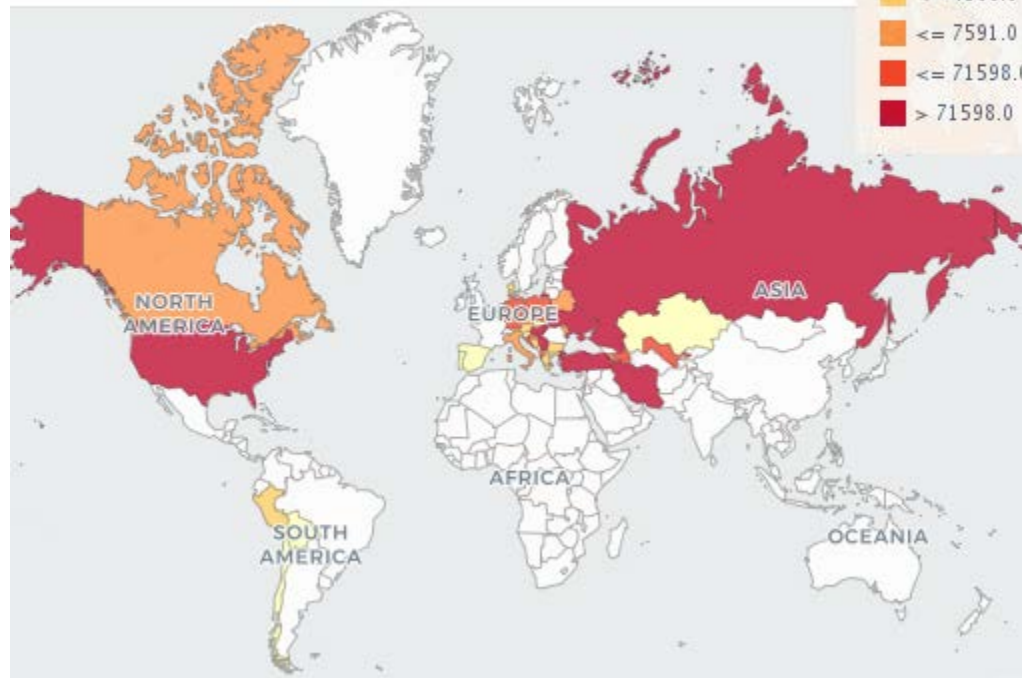 <= 7591.0
<= 71598.
> 71598.0
NORTH
AMERICA
EUROPE
ASIA
AFRICA
SOUTH
AMERICA
OCEANIA